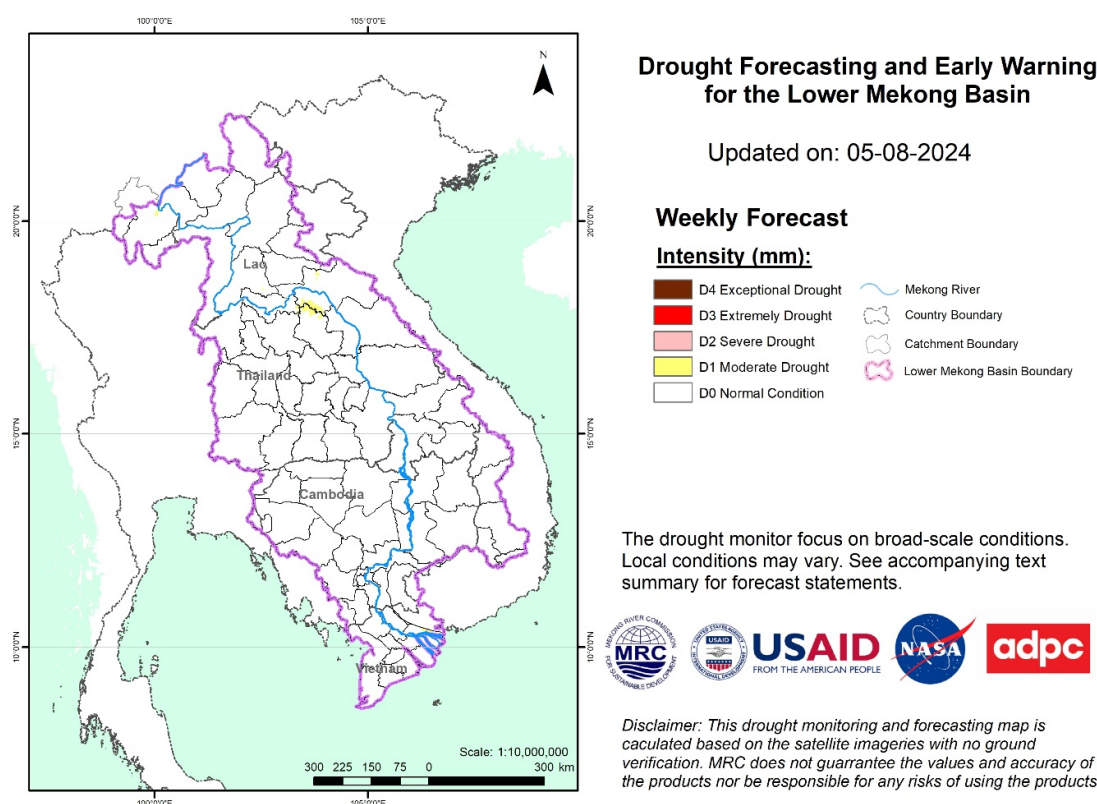 100°0'0"E
105°0'0"E
N
20°0'0"N
20°0'0"N
Lao
Thailand
15°0'0"N
15°0'0"N
Cambodia
10°0'0"N
10°0'0"N
Vietnam
Scale: 1:10,000,000
300 225 150 75 0 300 km
100°0'0"E
105°0'0"E
Drought Forecasting and Early Warning
for the Lower Mekong Basin
Updated on: 05-08-2024
Weekly Forecast
Intensity (mm):
D4 Exceptional Drought
D3 Extremely Drought
D2 Severe Drought
D1 Moderate Drought
D0 Normal Condition
Mekong River
Country Boundary
Catchment Boundary
Lower Mekong Basin Boundary
The drought monitor focus on broad-scale conditions.
Local conditions may vary. See accompanying text
summary for forecast statements.
MEKONG RIVER COMMISSION
MRC
FOR SUSTAINABLE DEVELOPMENT
UNITED STATES AGENCY
USAID
INTERNATIONAL DEVELOPMENT
USAID
FROM THE AMERICAN PEOPLE
NASA
adpc
Disclaimer: This drought monitoring and forecasting map is
caculated based on the satellite imageries with no ground
verification. MRC does not guarrantee the values and accuracy of
the products nor be responsible for any risks of using the products